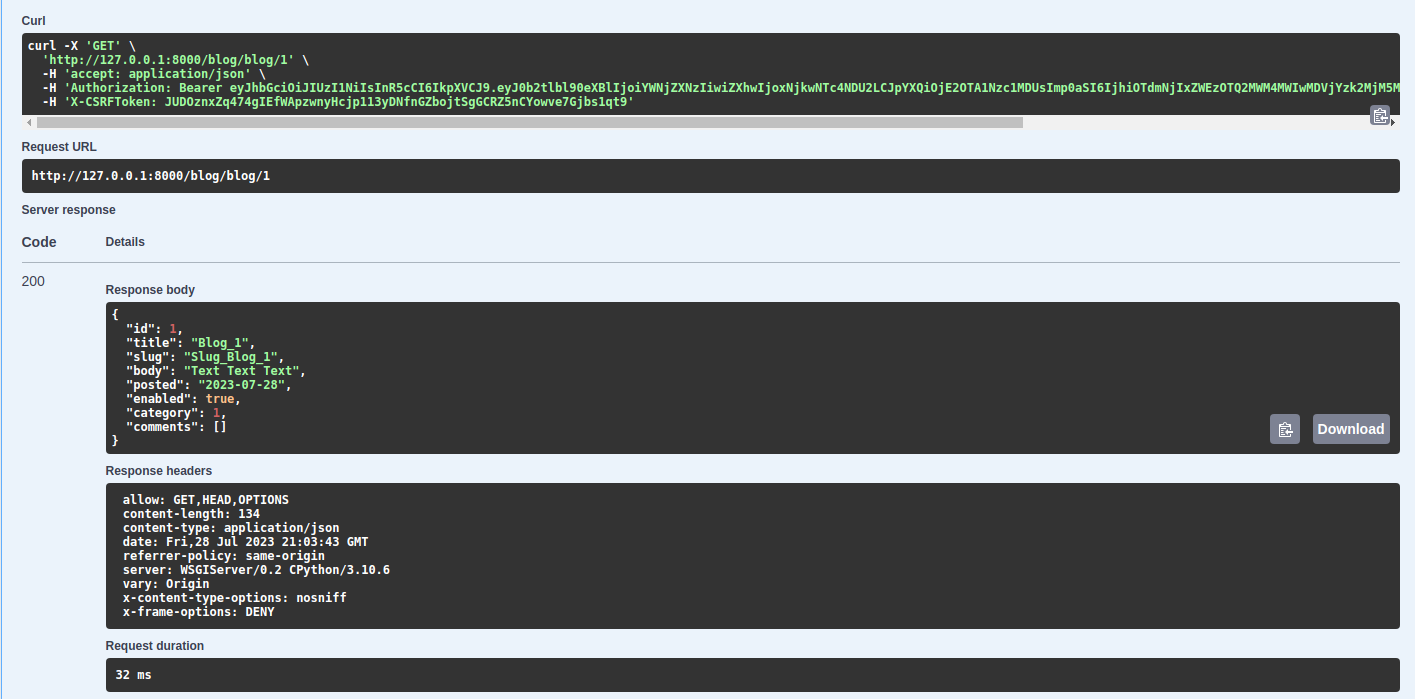 Curl
curl -X 'GET' \
  'http://127.0.0.1:8000/blog/blog/1' \
  -H 'accept: application/json' \
  -H 'Authorization: Bearer eyJhbGciOiJIUzI1NiIsInR5cCI6IkpXVCJ9.eyJ0b2tlbl90eXBlIjoiYWNjZXNzIiwiZXhwIjoxNjkwNTc4NDU2LCJpYXQiOjE2OTA1Nzc1MDUsImp0aSI6IjhiOTdmNjIxZWEzOTQ2MWM4MWIwMDVjYzk2MjM5M
  -H 'X-CSRFToken: JUDOznxZq474gIEfWApzwnyHcjp113yDNfnGZbojtSgGCRZ5nCYowve7Gjbs1qt9'
Request URL
http://127.0.0.1:8000/blog/blog/1
Server response
Code Details
200
Response body
{
  "id": 1,
  "title": "Blog_1",
  "slug": "Slug_Blog_1",
  "body": "Text Text Text",
  "posted": "2023-07-28",
  "enabled": true,
  "category": 1,
  "comments": []
}
Download
Response headers
allow: GET,HEAD,OPTIONS
content-length: 134
content-type: application/json
date: Fri,28 Jul 2023 21:03:43 GMT
referrer-policy: same-origin
server: WSGIServer/0.2 CPython/3.10.6
vary: Origin
x-content-type-options: nosniff
x-frame-options: DENY
Request duration
32 ms